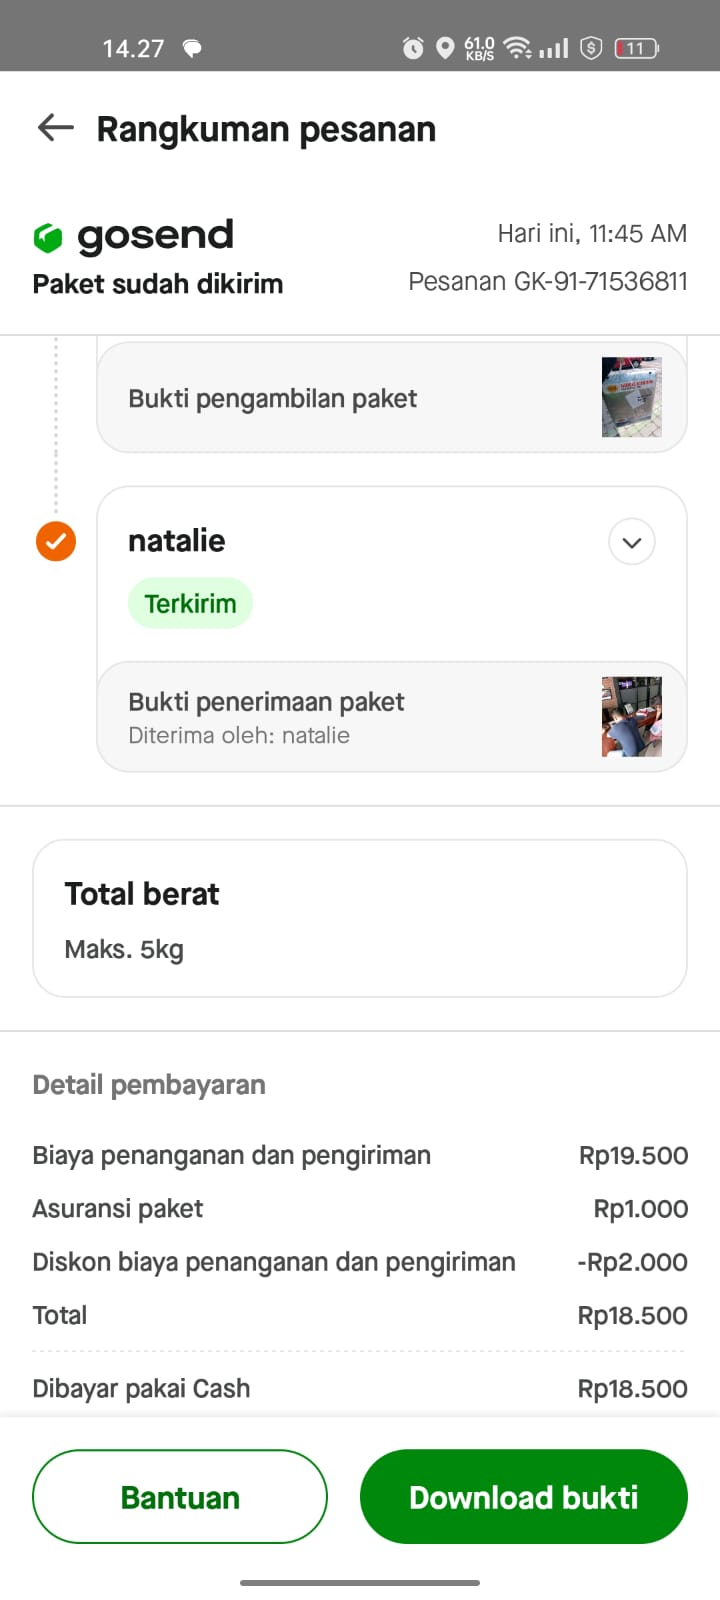 14.27
61.0
KB/S
11
Rangkuman pesanan
gosend
Hari ini, 11:45 AM
Paket sudah dikirim
Pesanan GK-91-71536811
Bukti pengambilan paket
natalie
Terkirim
Bukti penerimaan paket
Diterima oleh: natalie
Total berat
Maks. 5kg
Detail pembayaran
Biaya penanganan dan pengiriman Rp19.500
Asuransi paket Rp1.000
Diskon biaya penanganan dan pengiriman -Rp2.000
Total Rp18.500
Dibayar pakai Cash Rp18.500
Bantuan
Download bukti